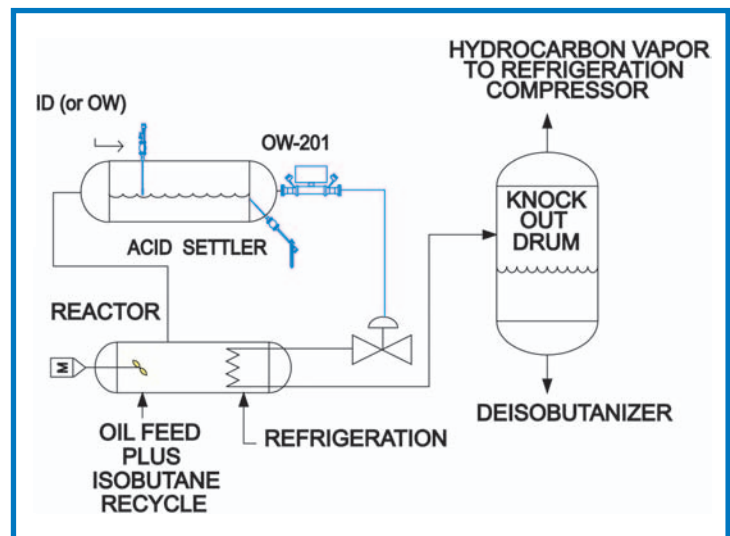 HYDROCARBON VAPOR
TO REFRIGERATION
COMPRESSOR
ID (or OW)
OW-201
KNOCK
OUT
DRUM
ACID SETTLER
REACTOR
M
DEISOBUTANIZER
OIL FEED
PLUS
ISOBUTANE
RECYCLE
REFRIGERATION